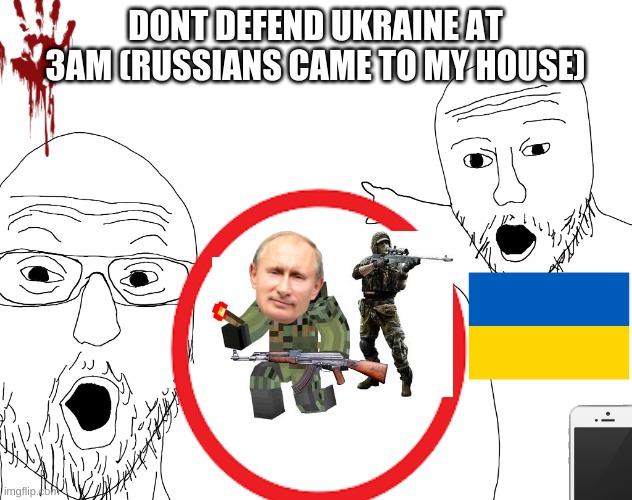 DONT DEFEND UKRAINE AT
3AM (RUSSIANS CAME TO MY HOUSE)
imgflip.com